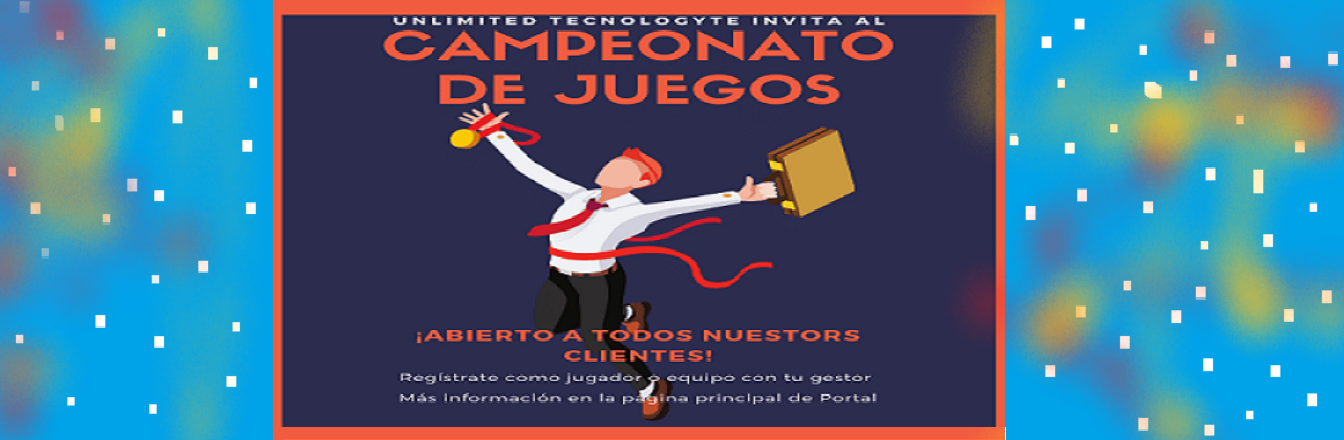 UNLIMITED TECNOLOGYTE INVITA AL
CAMPEONATO
DE JUEGOS
¡ABIERTO A TODOS NUESTORS
CLIENTES!
Regístrate como jugador o equipo con tu gestor
Más información en la página principal de Portal